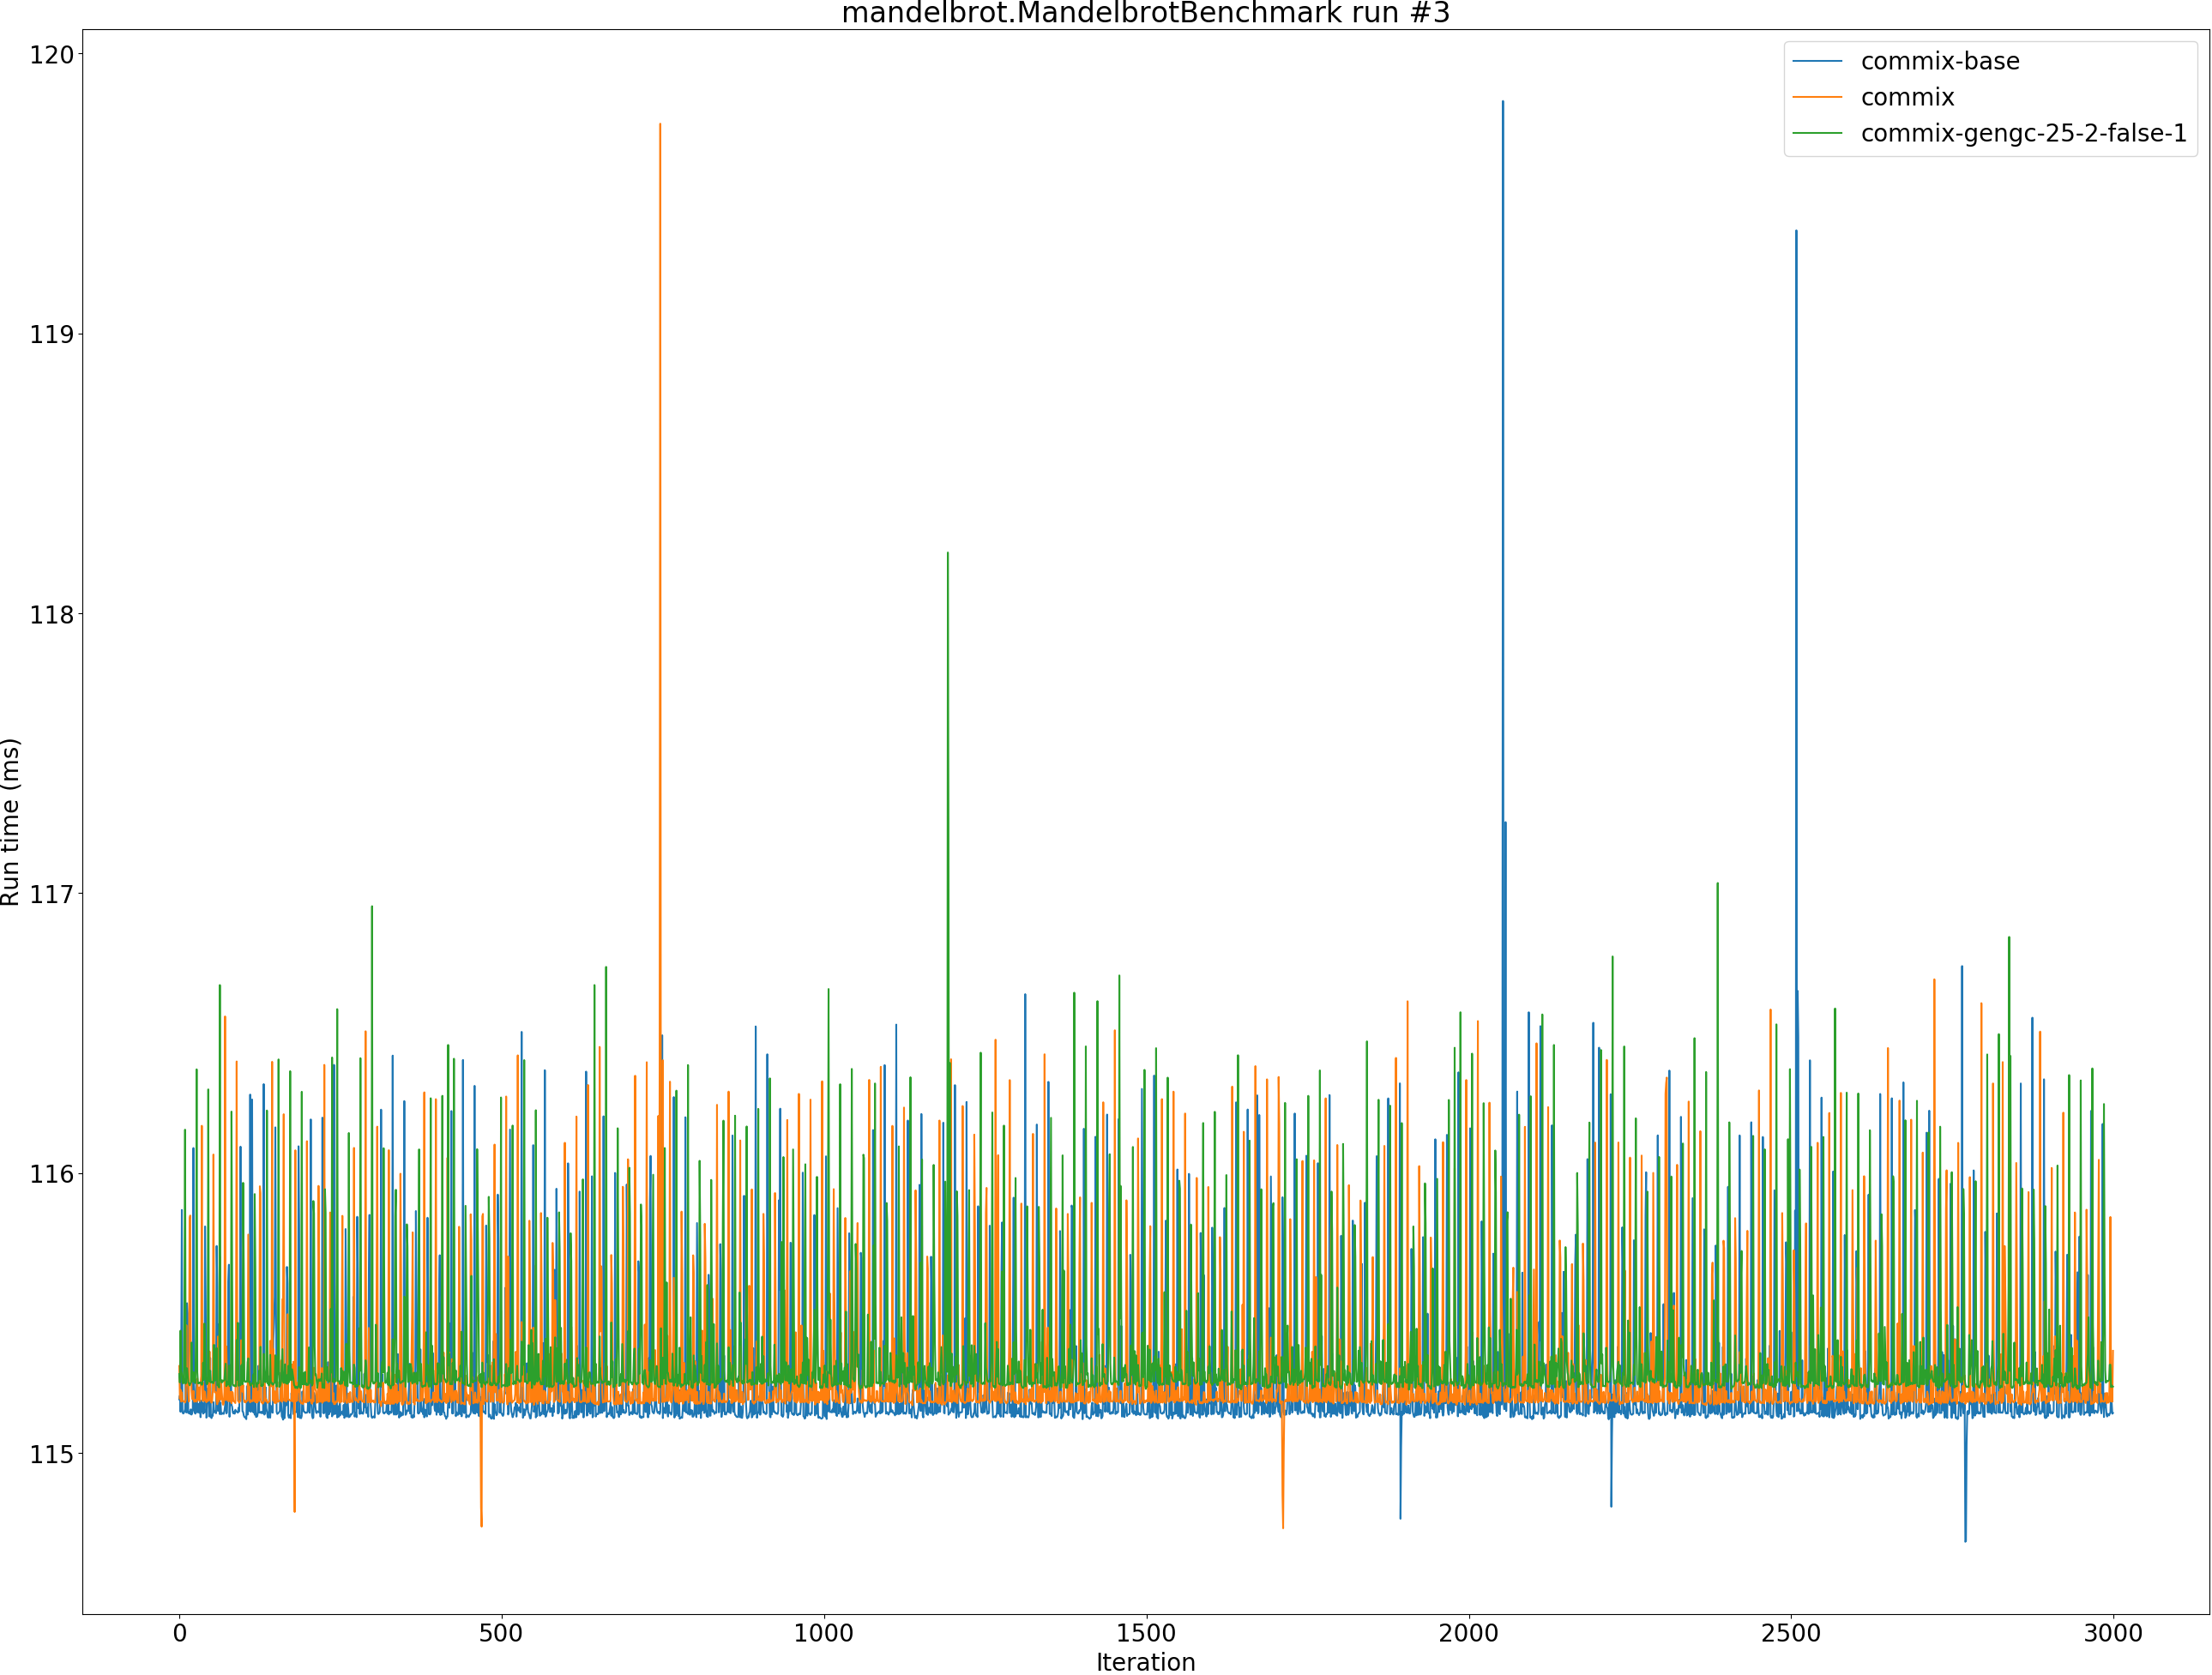 mandelbrot.MandelbrotBenchmark run #3
commix-base
commix
commix-gengc-25-2-false-1
Run time (ms)
120
119
118
117
116
115
0 500 1000 1500 2000 2500 3000
Iteration